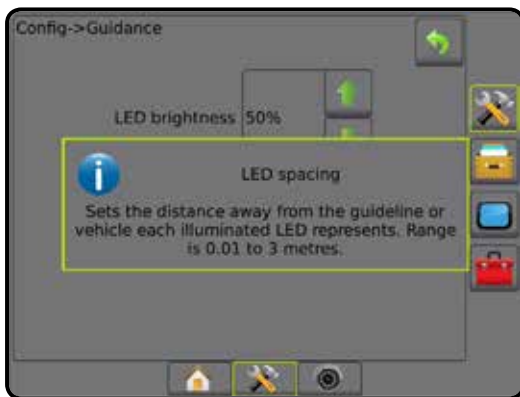 Config->Guidance
LED brightness 50%
LED spacing
Sets the distance away from the guideline or
vehicle each illuminated LED represents. Range
is 0.01 to 3 metres.